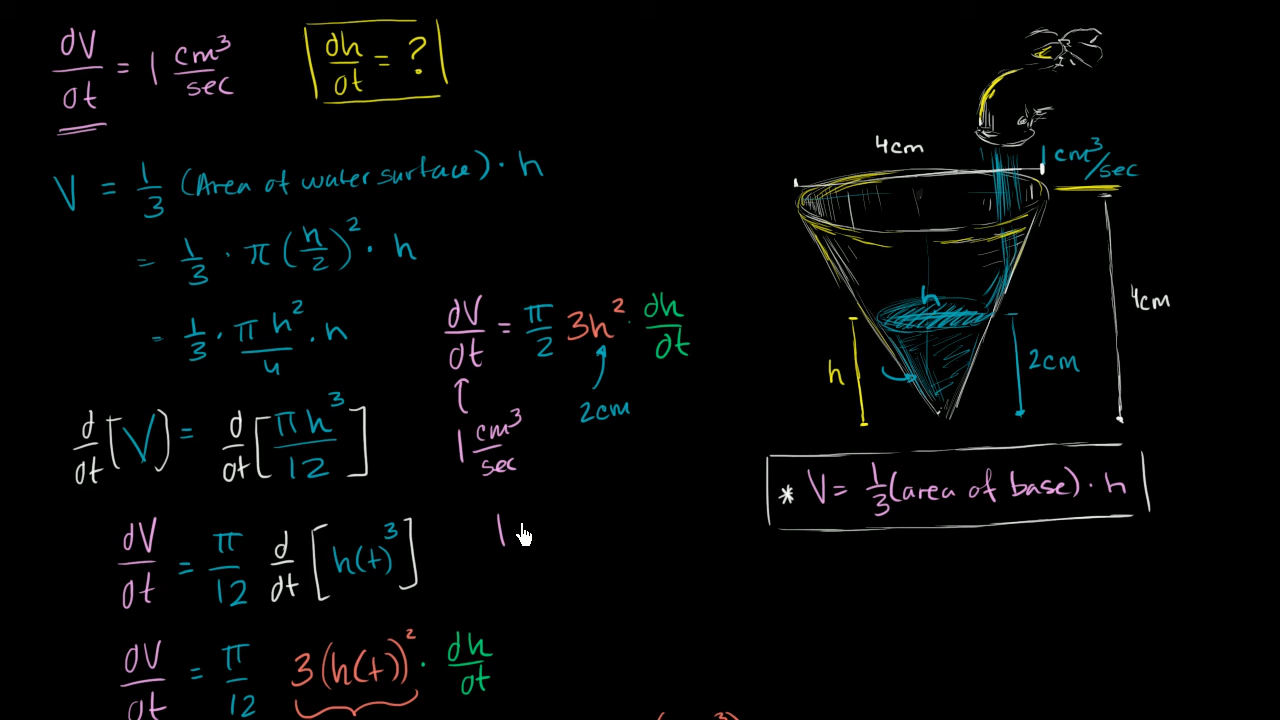 dV/dt = 1 cm³/sec
dh/dt = ?
V = 1/3 (Area of water surface) · h
= 1/3 · π (h/2)² · h
= 1/3 · πh²/4 · h
d/dt [V] = d/dt [πh³/12]
dV/dt = π/12 d/dt [h(t)³]
dV/dt = π/12 3(h(t))² · dh/dt
dV/dt = π/2 3h² · dh/dt
2cm
1 cm³/sec
1
4cm
1 cm³/sec
4cm
h
h
2cm
* V = 1/3 (area of base) · h